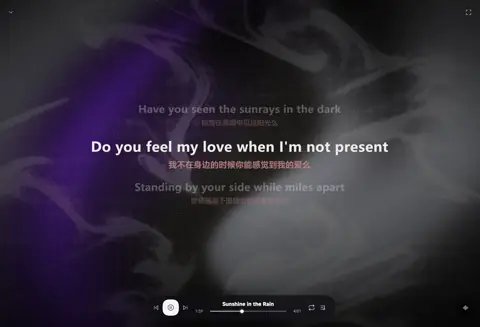 Have you seen the sunrays in the dark
Do you feel my love when I'm not present
我不在身边的时候你能感觉到我的爱么
Standing by your side while miles apart
Sunshine in the Rain